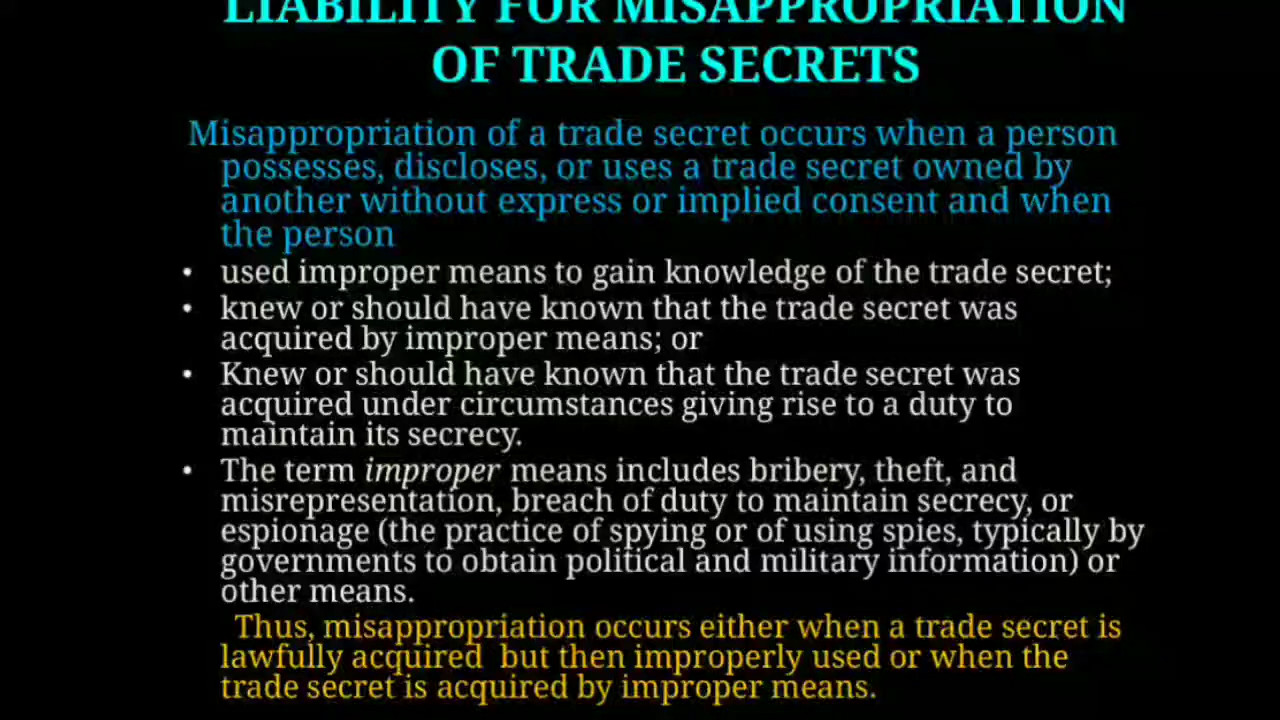 LIABILITY FOR MISAPPROPRIATION
OF TRADE SECRETS
Misappropriation of a trade secret occurs when a person
possesses, discloses, or uses a trade secret owned by
another without express or implied consent and when
the person
• used improper means to gain knowledge of the trade secret;
• knew or should have known that the trade secret was
acquired by improper means; or
• Knew or should have known that the trade secret was
acquired under circumstances giving rise to a duty to
maintain its secrecy.
• The term improper means includes bribery, theft, and
misrepresentation, breach of duty to maintain secrecy, or
espionage (the practice of spying or of using spies, typically by
governments to obtain political and military information) or
other means.
Thus, misappropriation occurs either when a trade secret is
lawfully acquired but then improperly used or when the
trade secret is acquired by improper means.